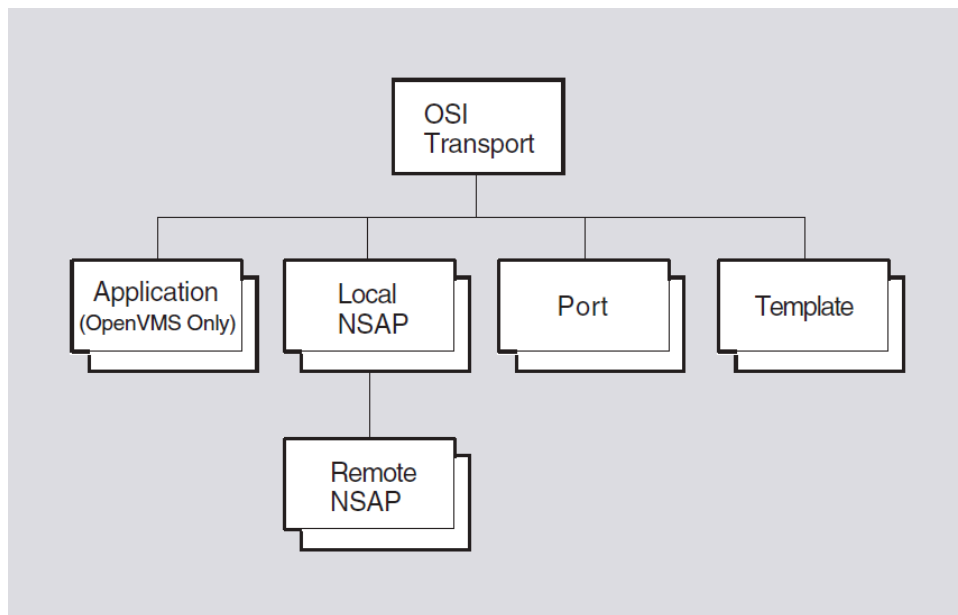 OSI
Transport
Application
(OpenVMS Only)
Local
NSAP
Port
Template
Remote
NSAP